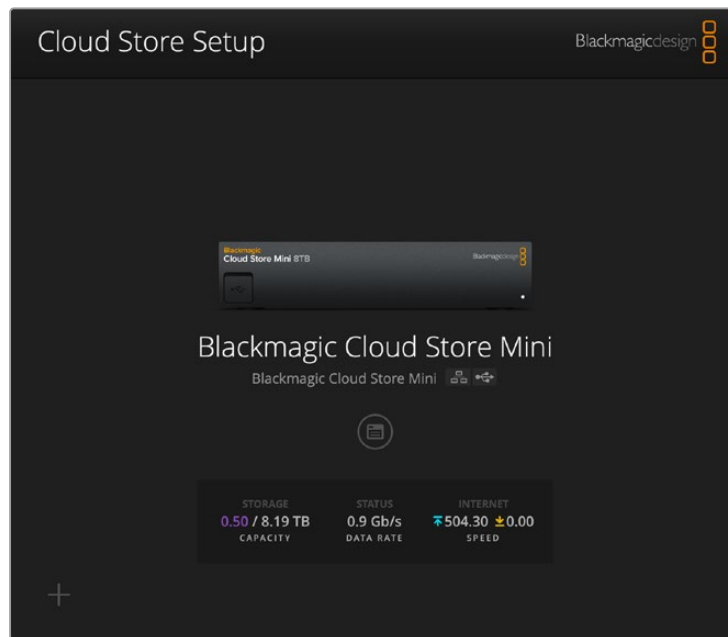 Cloud Store Setup
Blackmagicdesign
Blackmagic
Cloud Store Mini 8TB
Blackmagicdesign
Blackmagic Cloud Store Mini
Blackmagic Cloud Store Mini
STORAGE STATUS INTERNET
0.50 / 8.19 TB 0.9 Gb/s 504.30 0.00
CAPACITY DATA RATE SPEED